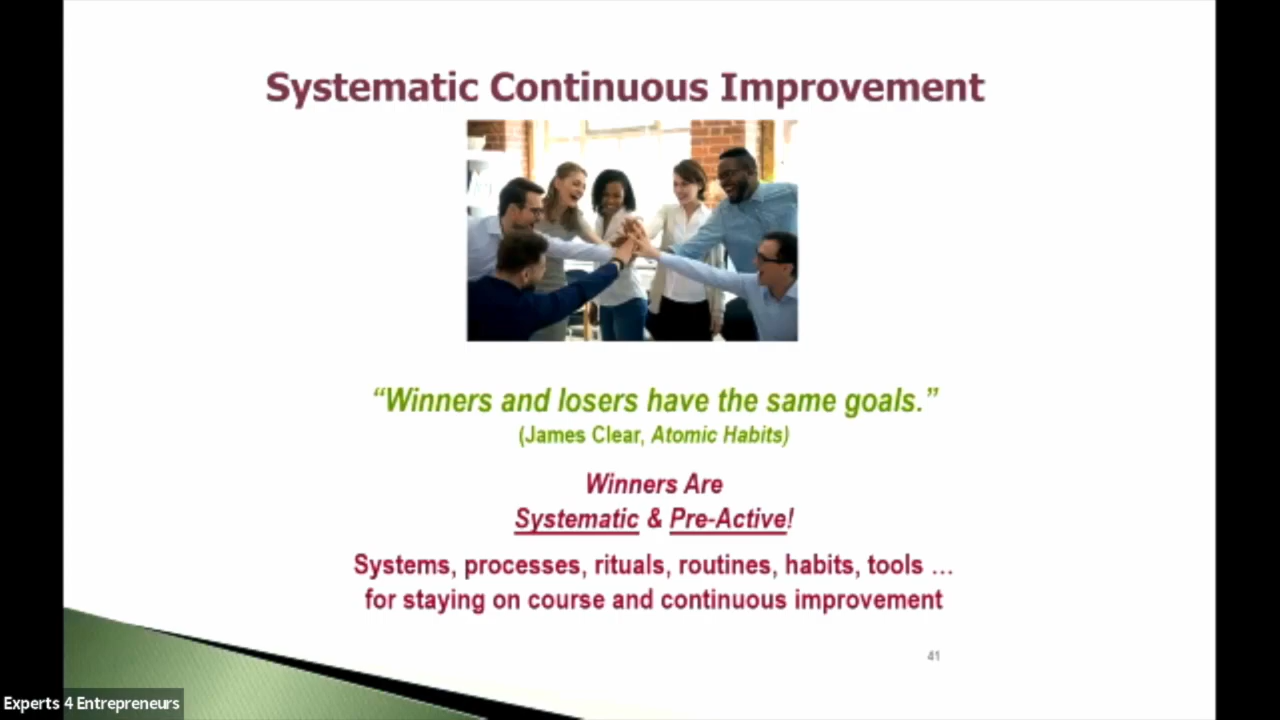 Systematic Continuous Improvement
“Winners and losers have the same goals.”
(James Clear, Atomic Habits)
Winners Are
Systematic & Pre-Active!
Systems, processes, rituals, routines, habits, tools ...
for staying on course and continuous improvement
41
Experts 4 Entrepreneurs